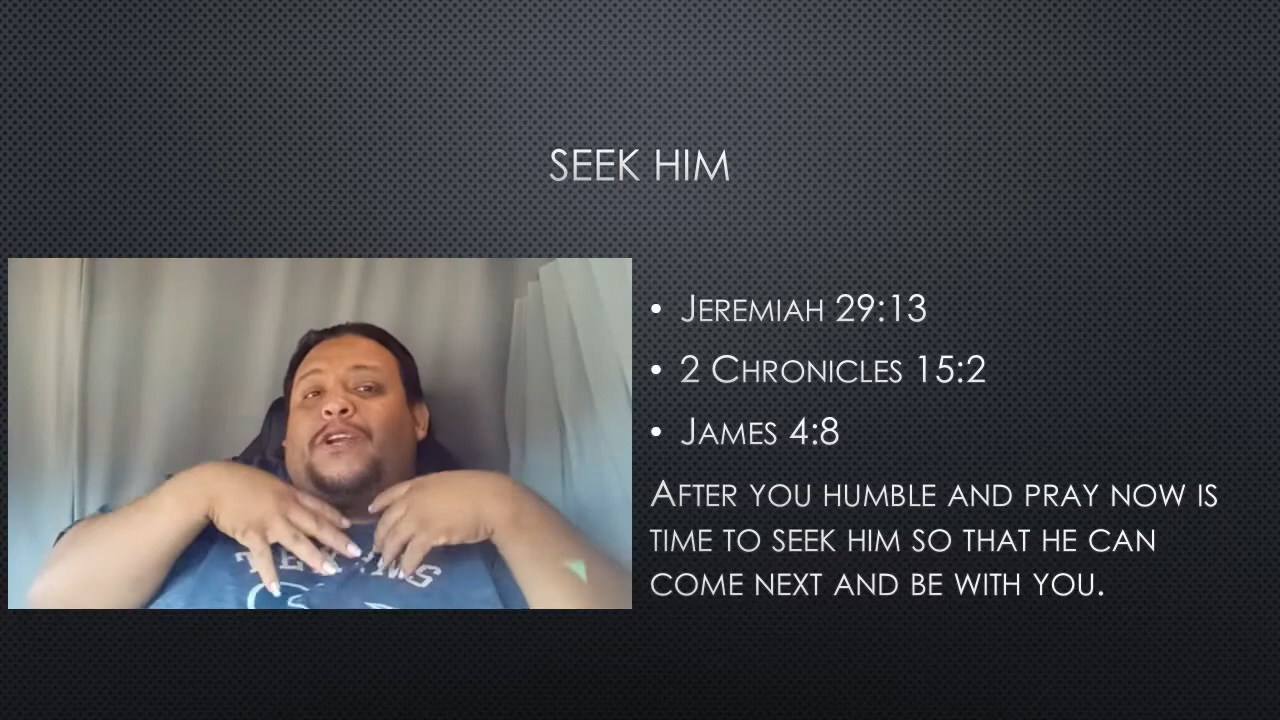 SEEK HIM
• JEREMIAH 29:13
• 2 CHRONICLES 15:2
• JAMES 4:8
AFTER YOU HUMBLE AND PRAY NOW IS
TIME TO SEEK HIM SO THAT HE CAN
COME NEXT AND BE WITH YOU.